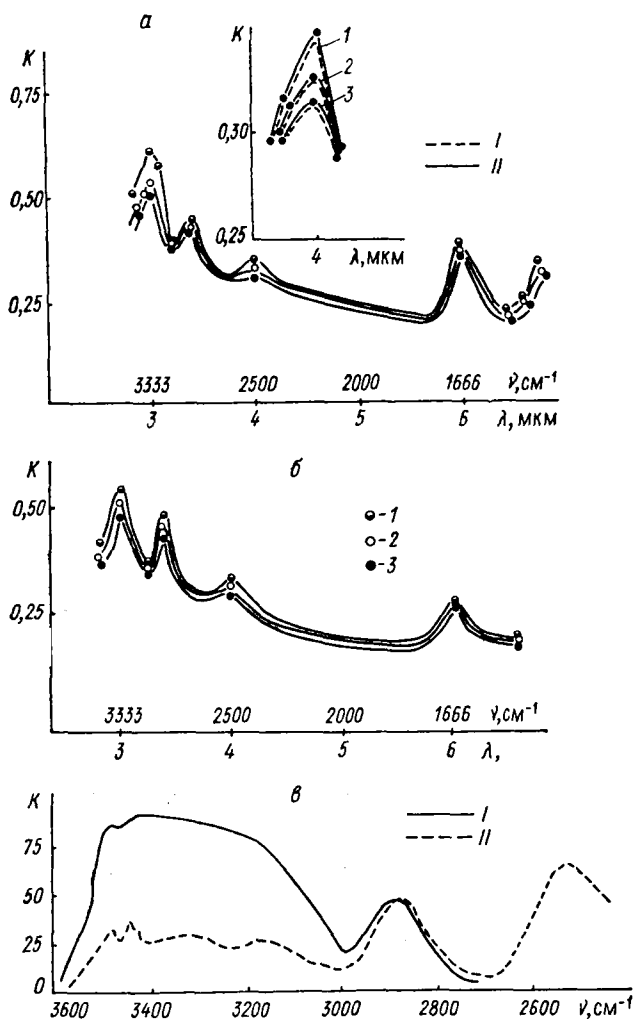 а
К
0,75
0,50
0,25
К
0,30
0,25
1
2
3
4 λ, мкм
I
II
3333 2500 2000 1666 ν, см⁻¹
3 4 5 6 λ, мкм
б
К
0,50
0,25
-1
-2
-3
3333 2500 2000 1666 ν, см⁻¹
3 4 5 6 λ,
в
К
75
50
25
0
I
II
3600 3400 3200 3000 2800 2600 ν, см⁻¹